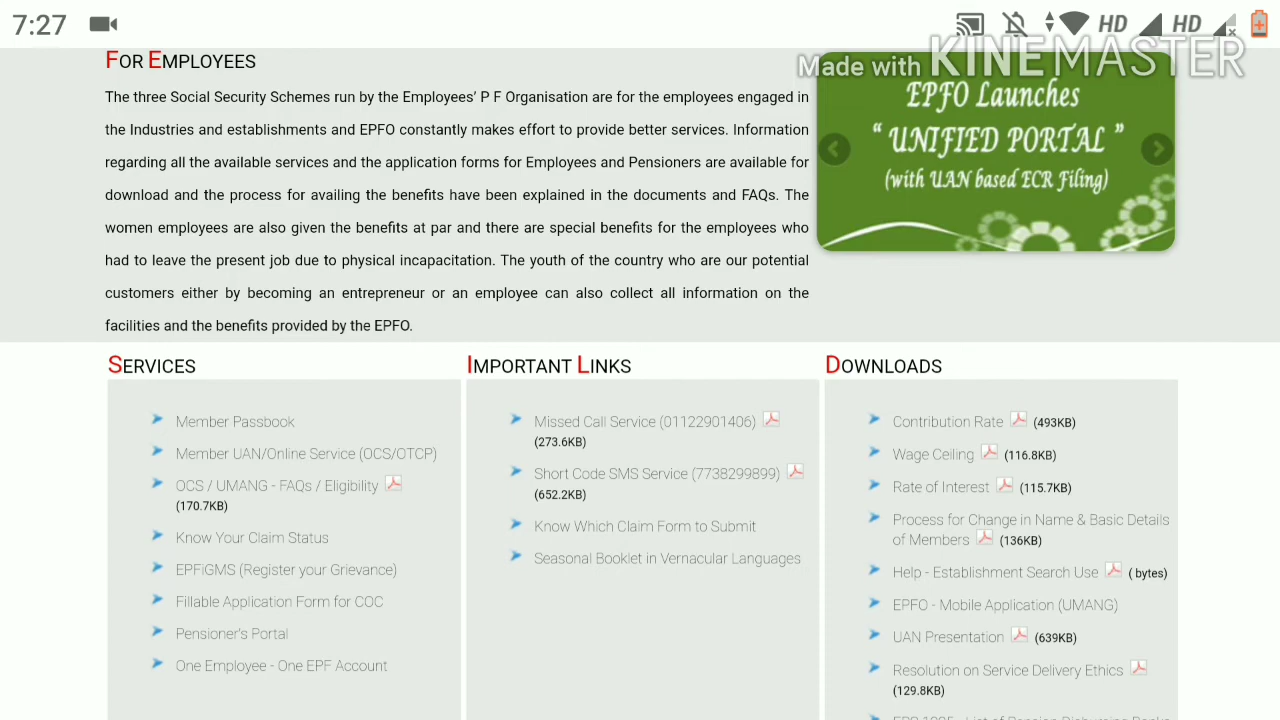 7:27
HD
HD
Made with KINEMASTER
FOR EMPLOYEES
The three Social Security Schemes run by the Employees' P F Organisation are for the employees engaged in
the Industries and establishments and EPFO constantly makes effort to provide better services. Information
regarding all the available services and the application forms for Employees and Pensioners are available for
download and the process for availing the benefits have been explained in the documents and FAQs. The
women employees are also given the benefits at par and there are special benefits for the employees who
had to leave the present job due to physical incapacitation. The youth of the country who are our potential
customers either by becoming an entrepreneur or an employee can also collect all information on the
facilities and the benefits provided by the EPFO.
EPFO Launches
" UNIFIED PORTAL "
(with UAN based ECR Filing)
SERVICES
Member Passbook
Member UAN/Online Service (OCS/OTCP)
OCS / UMANG - FAQs / Eligibility
(170.7KB)
Know Your Claim Status
EPFiGMS (Register your Grievance)
Fillable Application Form for COC
Pensioner's Portal
One Employee - One EPF Account
IMPORTANT LINKS
Missed Call Service (01122901406)
(273.6KB)
Short Code SMS Service (7738299899)
(652.2KB)
Know Which Claim Form to Submit
Seasonal Booklet in Vernacular Languages
DOWNLOADS
Contribution Rate (493KB)
Wage Ceiling (116.8KB)
Rate of Interest (115.7KB)
Process for Change in Name & Basic Details
of Members (136KB)
Help - Establishment Search Use ( bytes)
EPFO - Mobile Application (UMANG)
UAN Presentation (639KB)
Resolution on Service Delivery Ethics
(129.8KB)